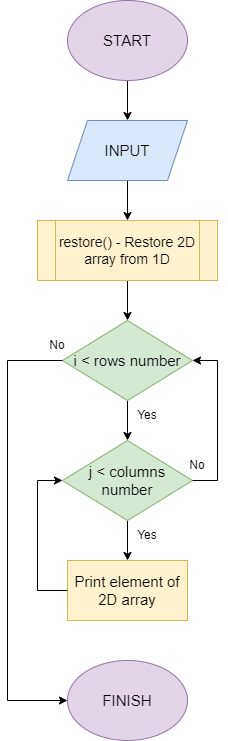 START
INPUT
restore() - Restore 2D
array from 1D
No
i < rows number
Yes
j < columns
number
No
Yes
Print element of
2D array
FINISH